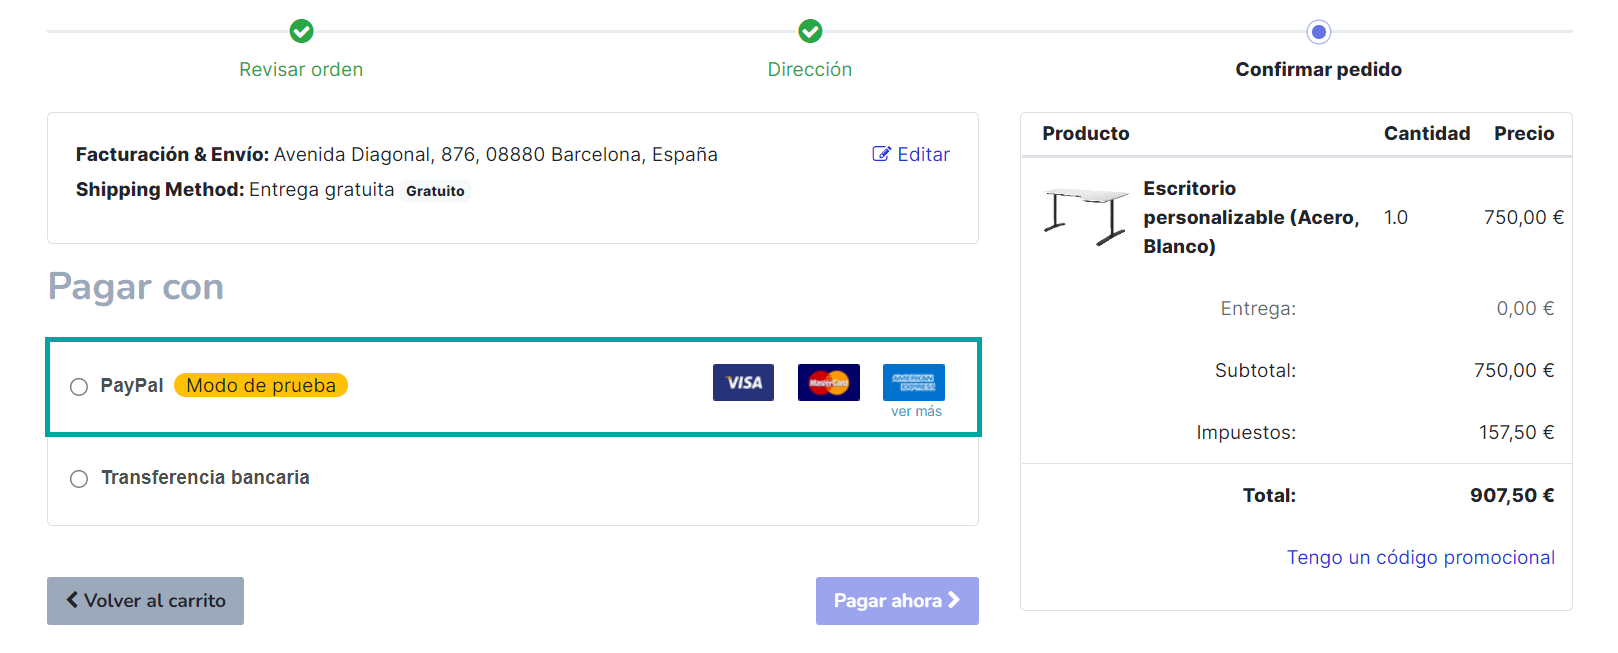 Revisar orden
Dirección
Confirmar pedido
Facturación & Envío: Avenida Diagonal, 876, 08880 Barcelona, España
Editar
Shipping Method: Entrega gratuita Gratuito
Pagar con
PayPal Modo de prueba
VISA
MasterCard
AMERICAN EXPRESS
ver más
Transferencia bancaria
Volver al carrito
Pagar ahora
Producto Cantidad Precio
Escritorio
personalizable (Acero, 1.0 750,00 €
Blanco)
Entrega: 0,00 €
Subtotal: 750,00 €
Impuestos: 157,50 €
Total: 907,50 €
Tengo un código promocional